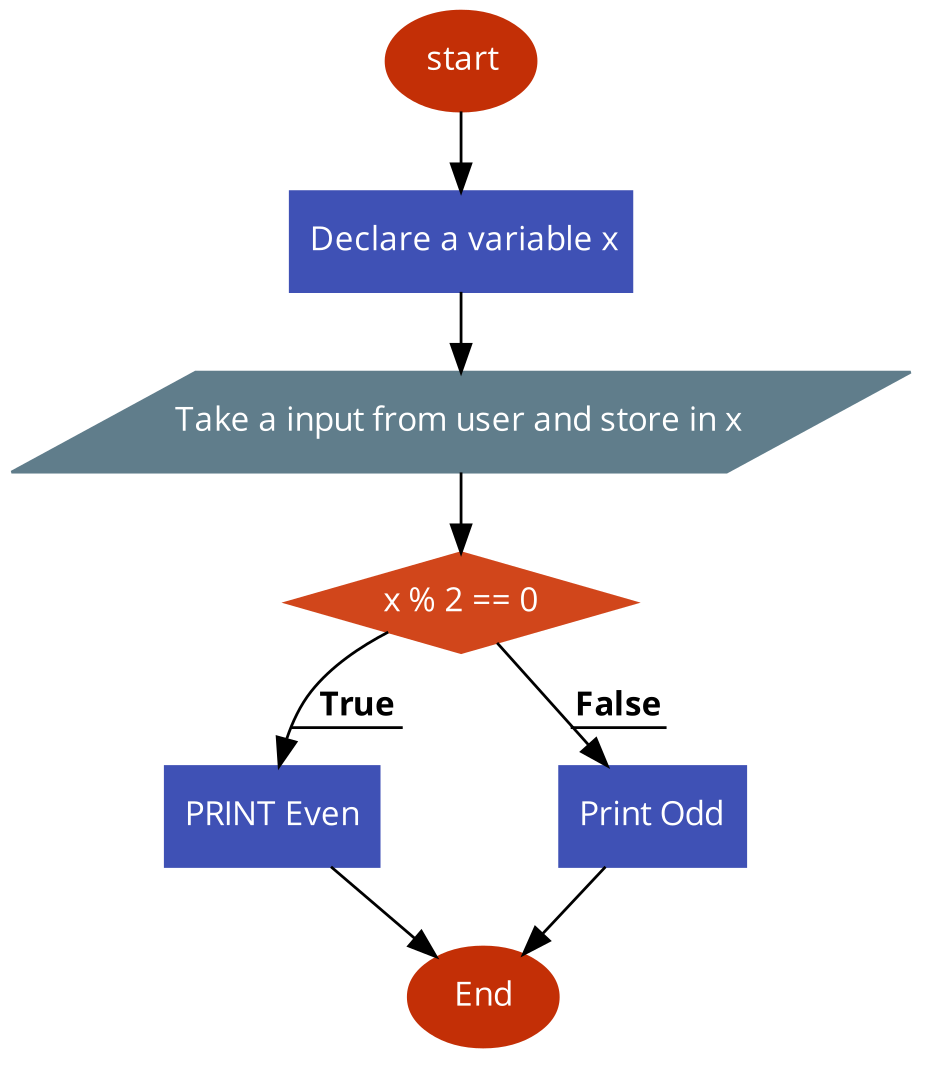 start
Declare a variable x
Take a input from user and store in x
x % 2 == 0
True
False
PRINT Even
Print Odd
End